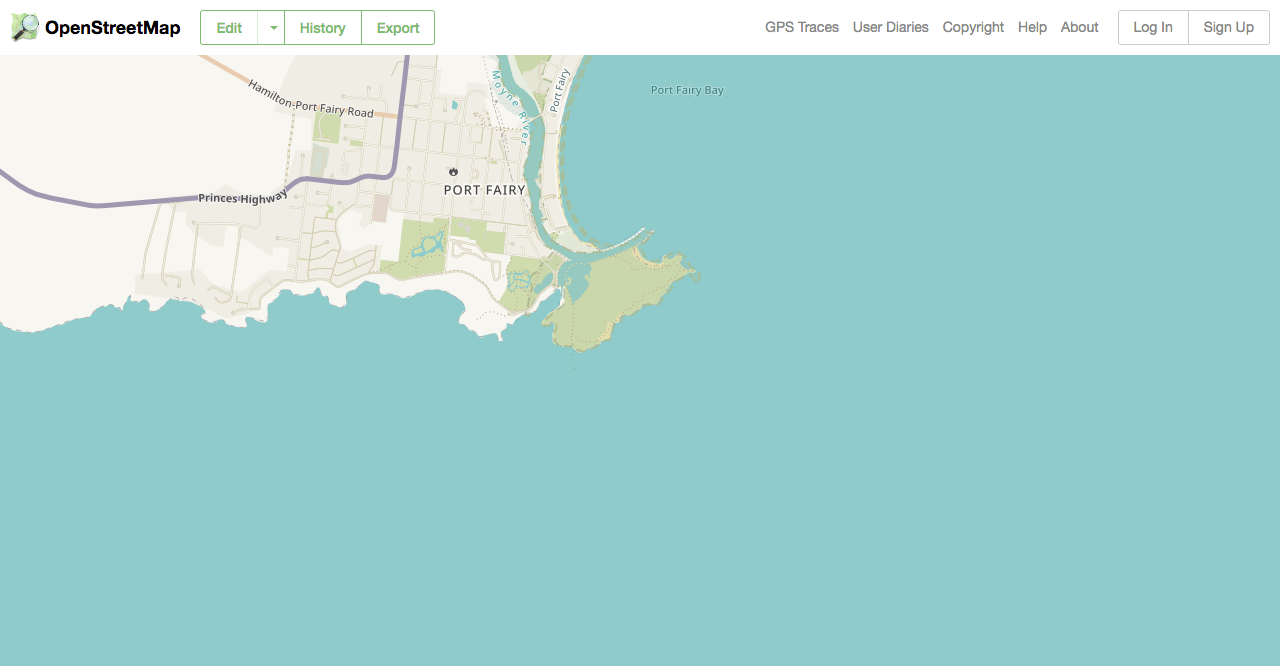 OpenStreetMap
Edit
History
Export
GPS Traces
User Diaries
Copyright
Help
About
Log In
Sign Up
Hamilton-Port Fairy Road
Moyne River
Port Fairy
Port Fairy Bay
PORT FAIRY
Princes Highway